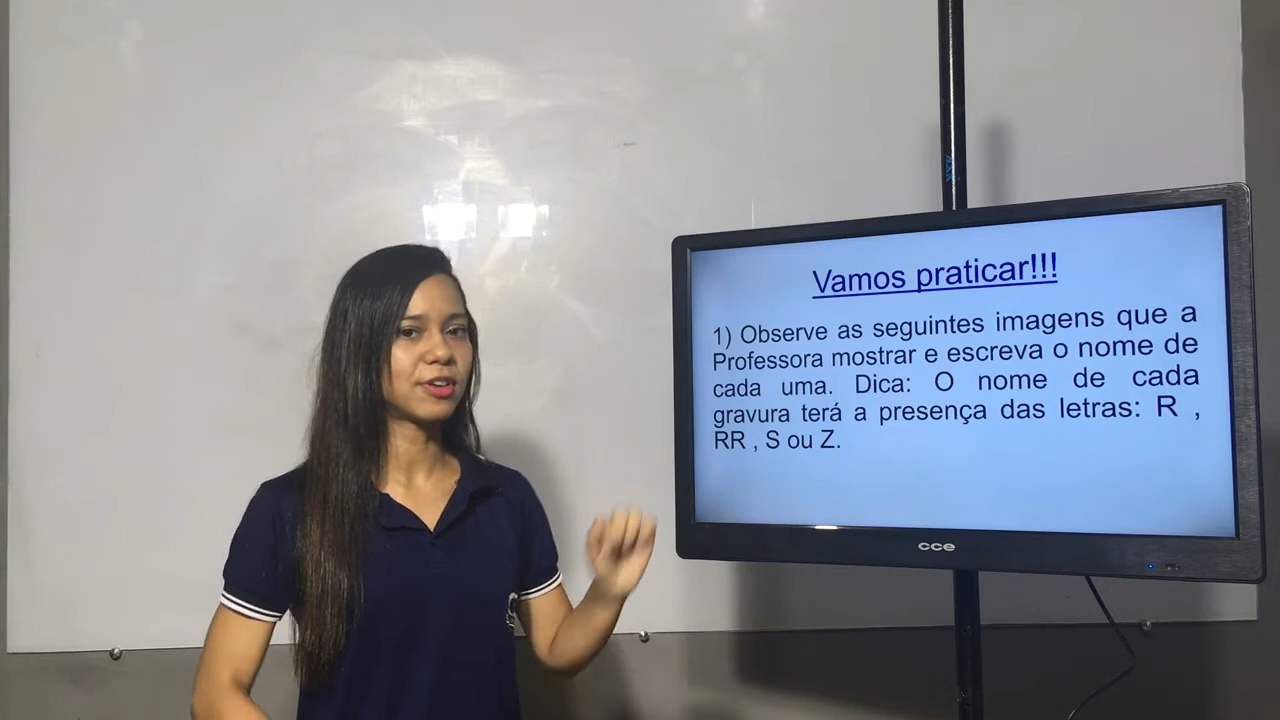 Vamos praticar!!!
1) Observe as seguintes imagens que a
Professora mostrar e escreva o nome de
cada uma. Dica: O nome de cada
gravura terá a presença das letras: R ,
RR , S ou Z.
cce